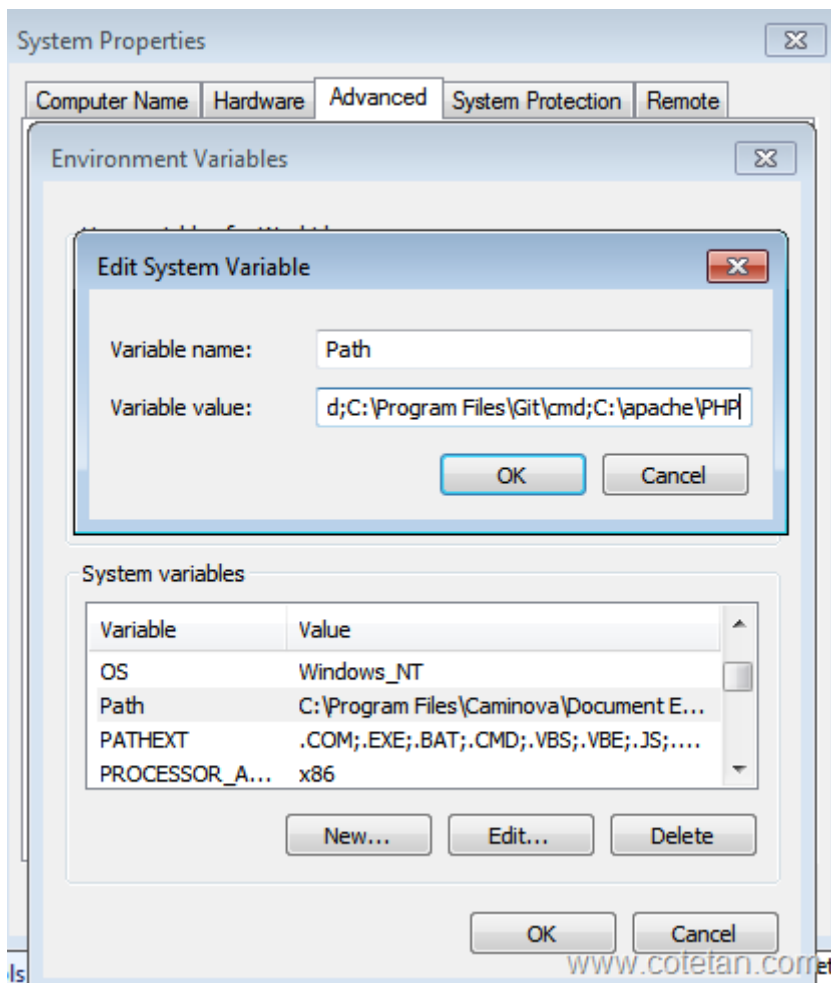 System Properties
Computer Name Hardware Advanced System Protection Remote
Environment Variables
Edit System Variable
Variable name: Path
Variable value: d;C:\Program Files\Git\cmd;C:\apache\PHP
OK Cancel
System variables
Variable Value
OS Windows_NT
Path C:\Program Files\Caminova\Document E...
PATHEXT .COM;.EXE;.BAT;.CMD;.VBS;.VBE;.JS;....
PROCESSOR_A... x86
New... Edit... Delete
OK Cancel
www.cotetan.com
ls
et